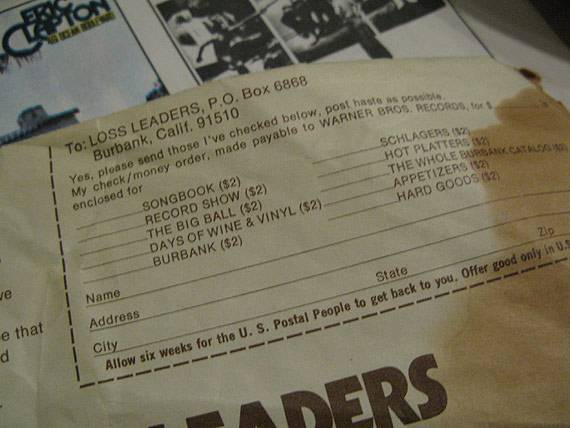 ERIC
CLAPTON
461 OCEAN BOULEVARD
To: LOSS LEADERS, P.O. Box 6868
Burbank, Calif. 91510
Yes, please send those I've checked below, post haste as possible.
My check/money order, made payable to WARNER BROS. RECORDS, for $
enclosed for
SONGBOOK ($2)
RECORD SHOW ($2)
THE BIG BALL ($2)
DAYS OF WINE & VINYL ($2)
BURBANK ($2)
SCHLAGERS ($2)
HOT PLATTERS ($2)
THE WHOLE BURBANK CATALOG ($2)
APPETIZERS ($2)
HARD GOODS ($2)
Name
Address
City
State
Zip
Allow six weeks for the U. S. Postal People to get back to you. Offer good only in U.S.
ve
e that
d
LEADERS